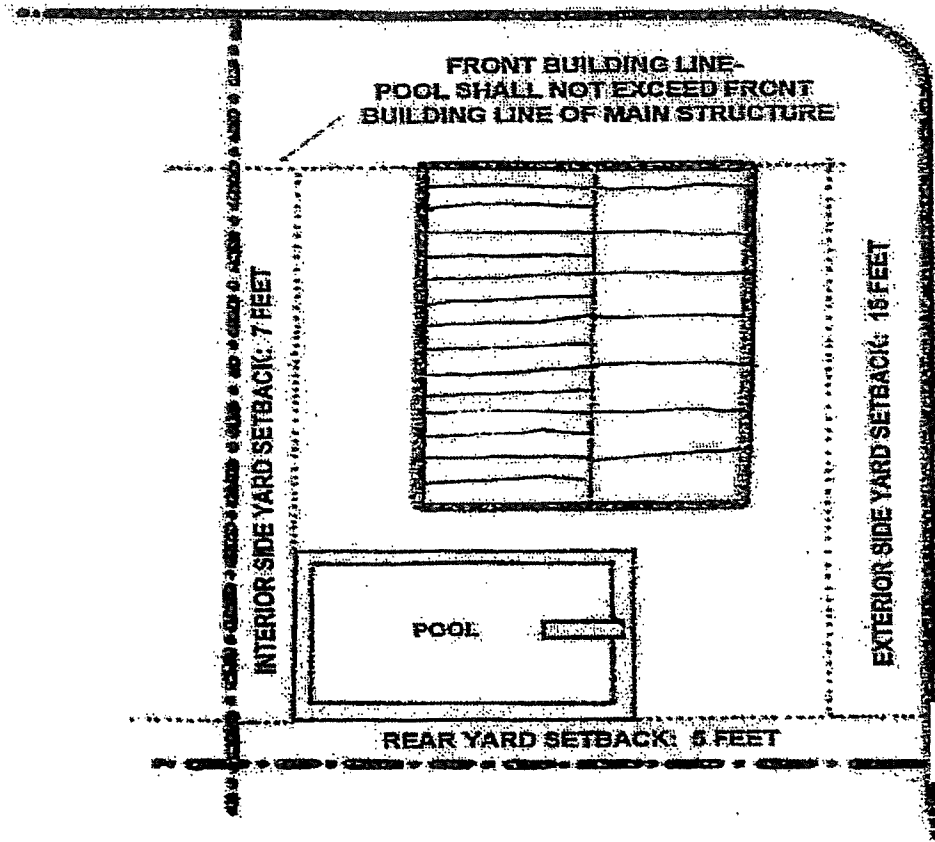 FRONT BUILDING LINE-
POOL SHALL NOT EXCEED FRONT
BUILDING LINE OF MAIN STRUCTURE
INTERIOR SIDE YARD SETBACK: 7 FEET
EXTERIOR SIDE YARD SETBACK: 15 FEET
POOL
REAR YARD SETBACK: 5 FEET